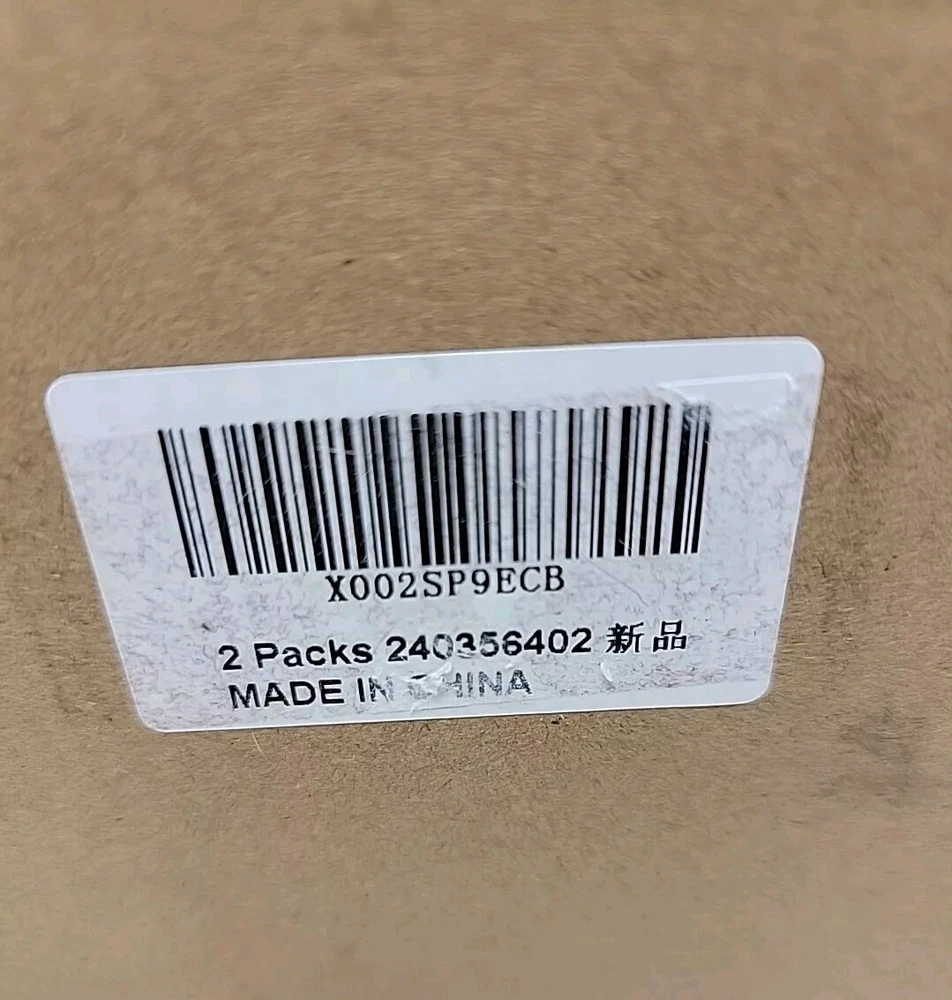 X002SP9ECB
2 Packs 240356402 新品
MADE IN CHINA